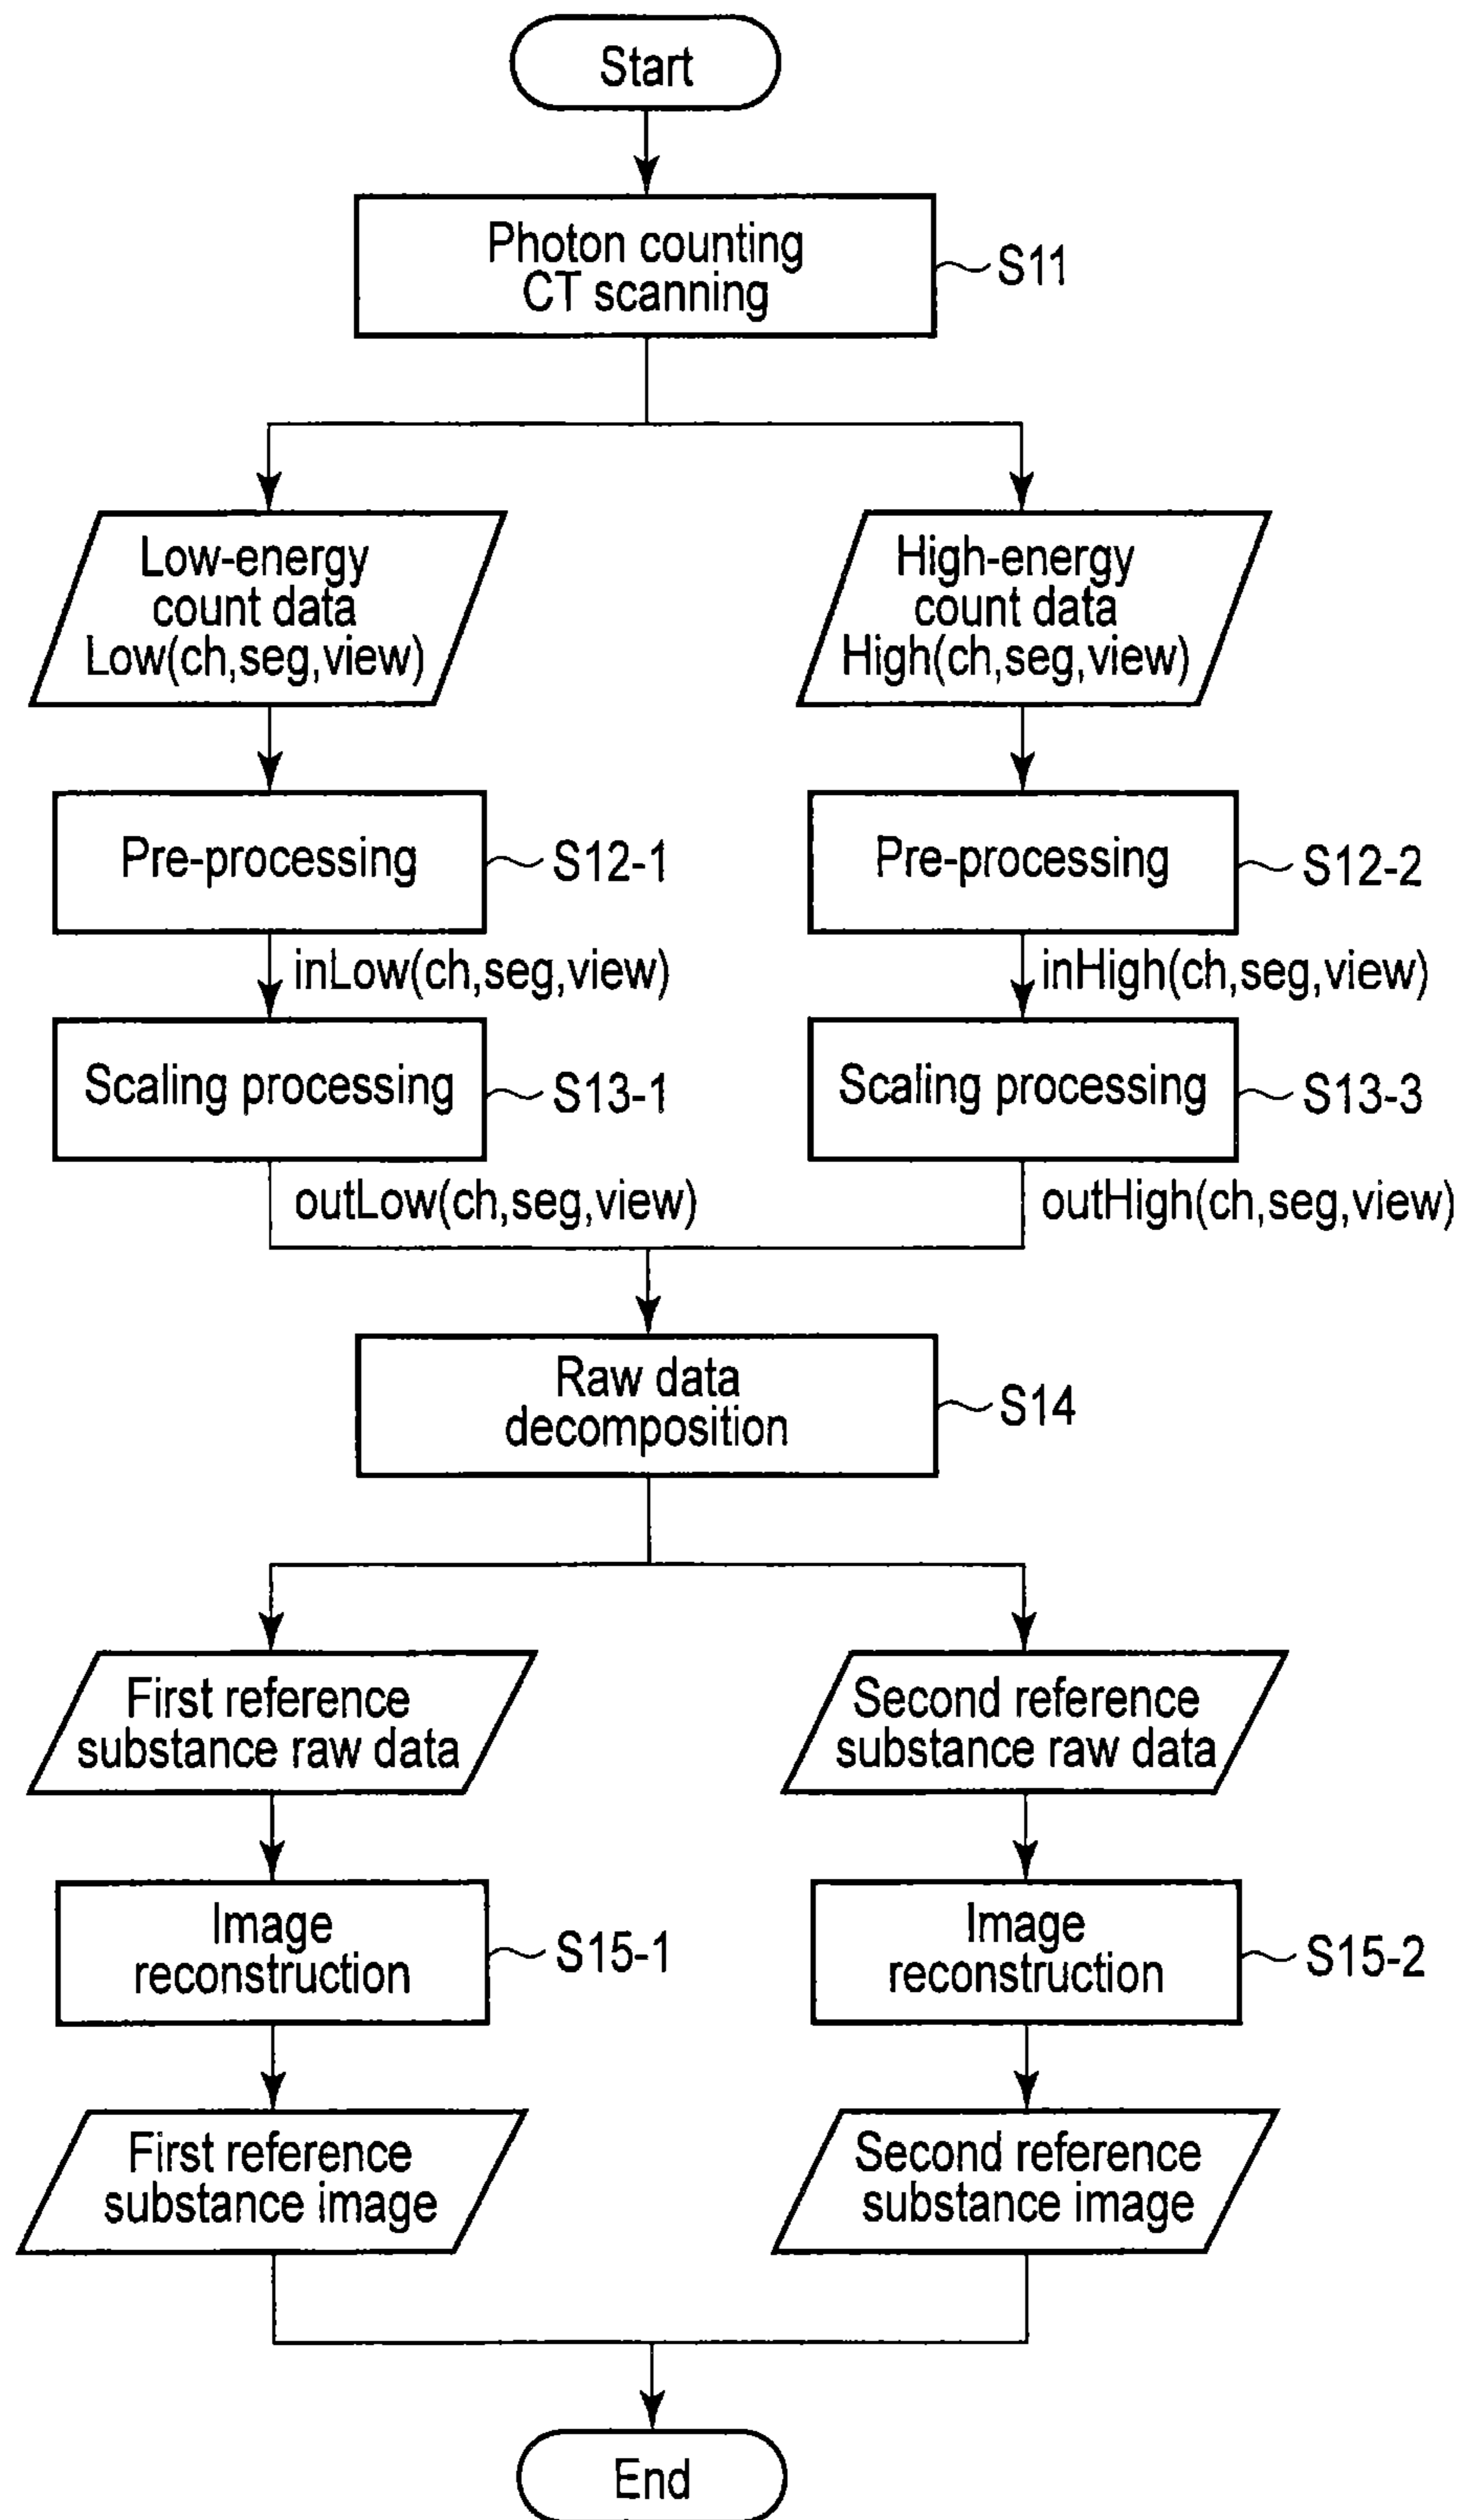 Start
Photon counting
CT scanning
S11
Low-energy
count data
Low(ch,seg,view)
High-energy
count data
High(ch,seg,view)
Pre-processing
S12-1
Pre-processing
S12-2
inLow(ch,seg,view)
inHigh(ch,seg,view)
Scaling processing
S13-1
Scaling processing
S13-3
outLow(ch,seg,view)
outHigh(ch,seg,view)
Raw data
decomposition
S14
First reference
substance raw data
Second reference
substance raw data
Image
reconstruction
S15-1
Image
reconstruction
S15-2
First reference
substance image
Second reference
substance image
End